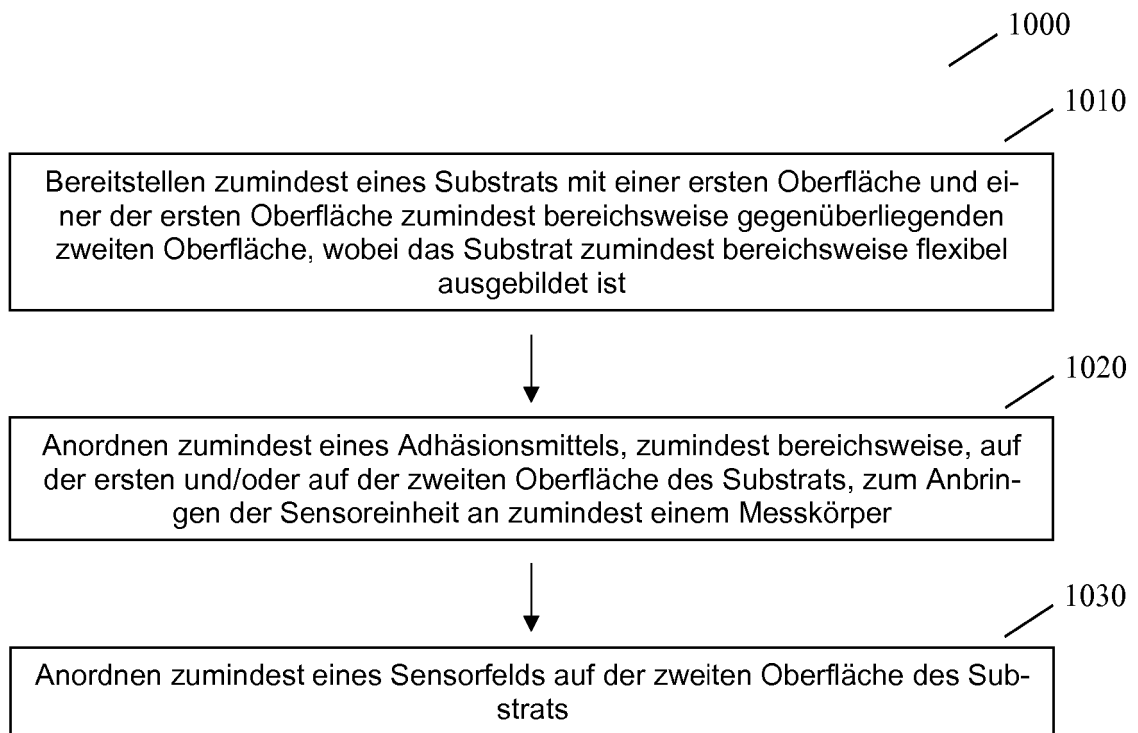 1000
1010
Bereitstellen zumindest eines Substrats mit einer ersten Oberfläche und ei-
ner der ersten Oberfläche zumindest bereichsweise gegenüberliegenden
zweiten Oberfläche, wobei das Substrat zumindest bereichsweise flexibel
ausgebildet ist
1020
Anordnen zumindest eines Adhäsionsmittels, zumindest bereichsweise, auf
der ersten und/oder auf der zweiten Oberfläche des Substrats, zum Anbrin-
gen der Sensoreinheit an zumindest einem Messkörper
1030
Anordnen zumindest eines Sensorfelds auf der zweiten Oberfläche des Sub-
strats